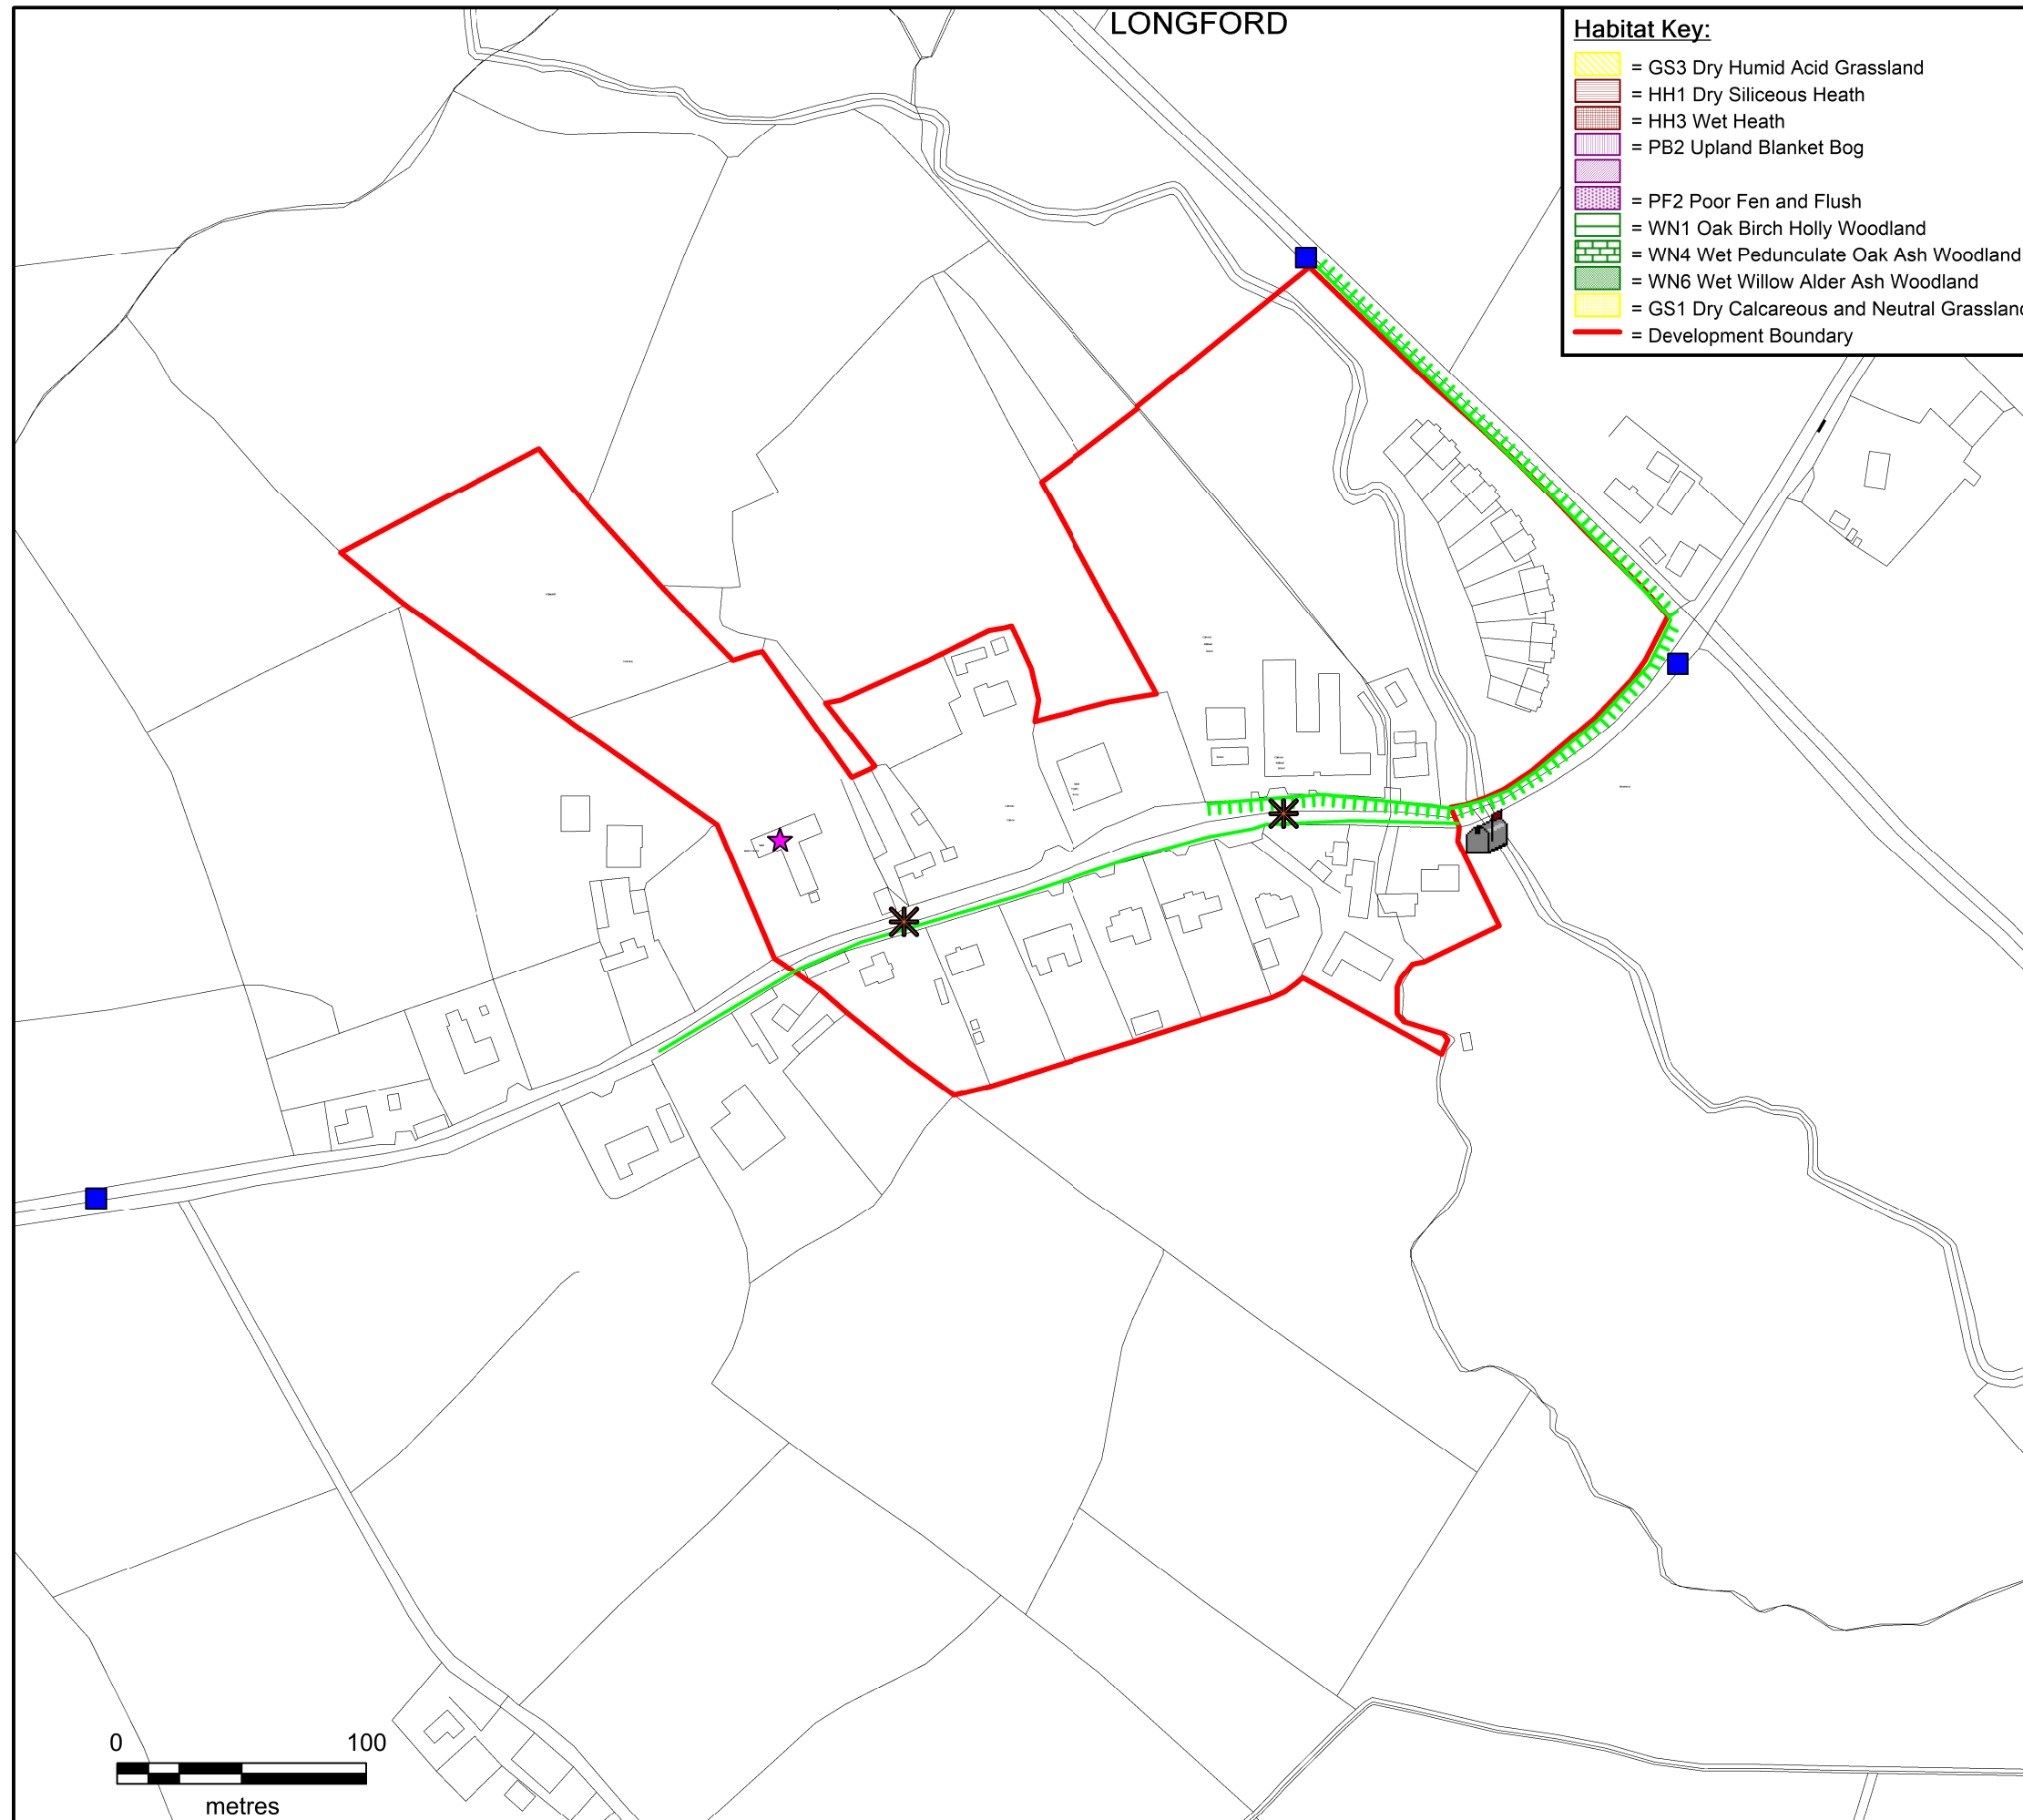 LONGFORD
Habitat Key:
= GS3 Dry Humid Acid Grassland
= HH1 Dry Siliceous Heath
= HH3 Wet Heath
= PB2 Upland Blanket Bog
= PF2 Poor Fen and Flush
= WN1 Oak Birch Holly Woodland
= WN4 Wet Pedunculate Oak Ash Woodland
= WN6 Wet Willow Alder Ash Woodland
= GS1 Dry Calcareous and Neutral Grassland
= Development Boundary
0 100
metres